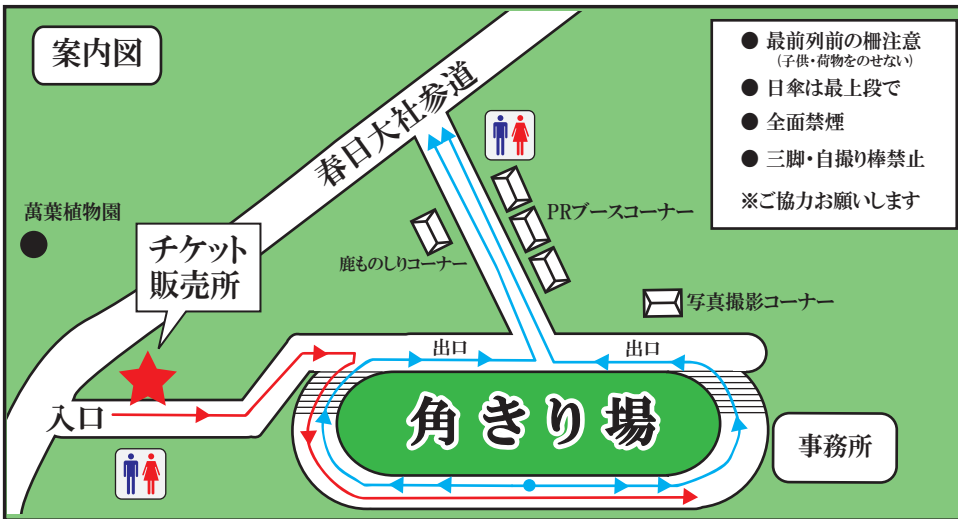 案内図
● 最前列前の柵注意
(子供・荷物をのせない)
● 日傘は最上段で
● 全面禁煙
● 三脚・自撮り棒禁止
※ご協力お願いします
春日大社参道
萬葉植物園
チケット
販売所
鹿ものしりコーナー
PRブースコーナー
写真撮影コーナー
出口
出口
入口
角きり場
事務所